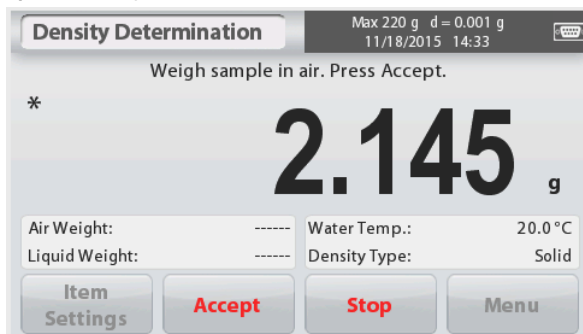 Density Determination
Max 220 g d = 0.001 g
11/18/2015 14:33
Weigh sample in air. Press Accept.
*
2.145 g
Air Weight: ------
Water Temp.: 20.0°C
Liquid Weight: ------
Density Type: Solid
Item
Settings
Accept
Stop
Menu